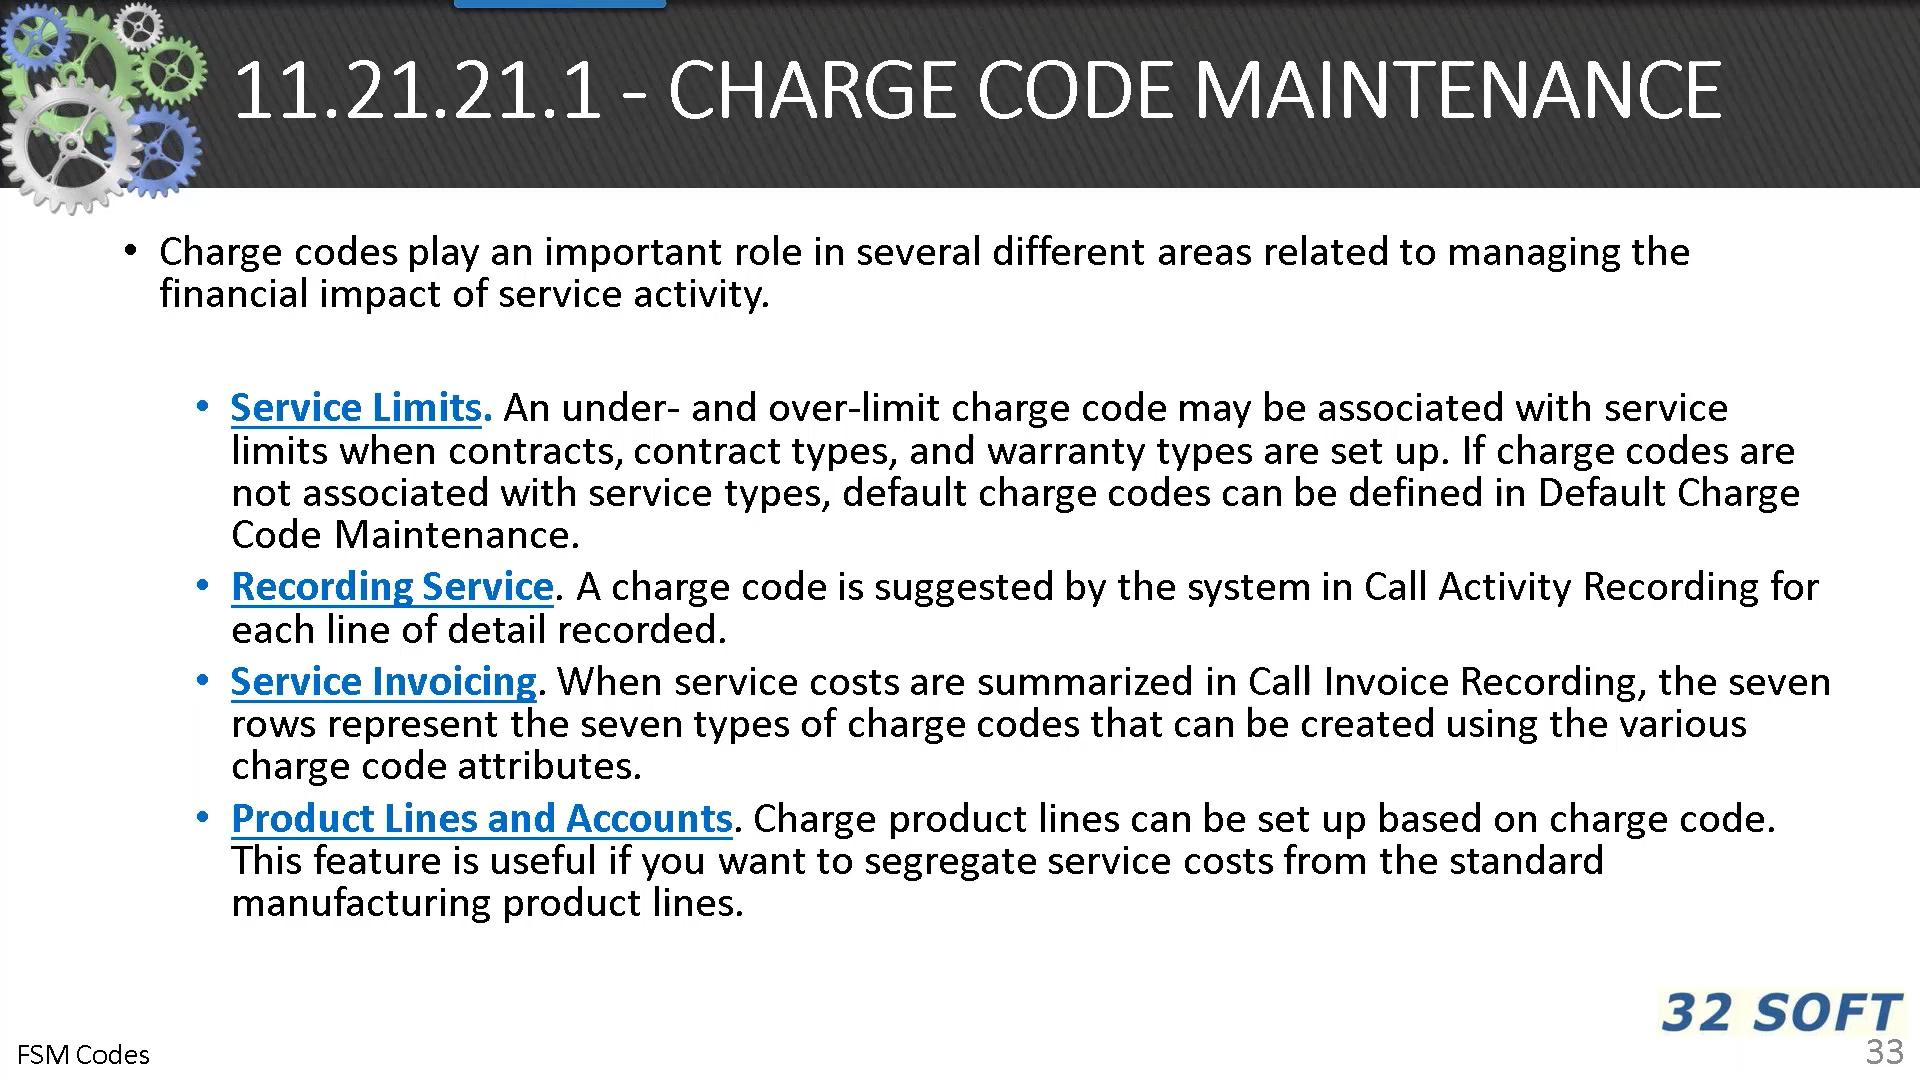 11.21.21.1 - CHARGE CODE MAINTENANCE
• Charge codes play an important role in several different areas related to managing the
financial impact of service activity.
• Service Limits. An under- and over-limit charge code may be associated with service
limits when contracts, contract types, and warranty types are set up. If charge codes are
not associated with service types, default charge codes can be defined in Default Charge
Code Maintenance.
• Recording Service. A charge code is suggested by the system in Call Activity Recording for
each line of detail recorded.
• Service Invoicing. When service costs are summarized in Call Invoice Recording, the seven
rows represent the seven types of charge codes that can be created using the various
charge code attributes.
• Product Lines and Accounts. Charge product lines can be set up based on charge code.
This feature is useful if you want to segregate service costs from the standard
manufacturing product lines.
32 SOFT
FSM Codes
33